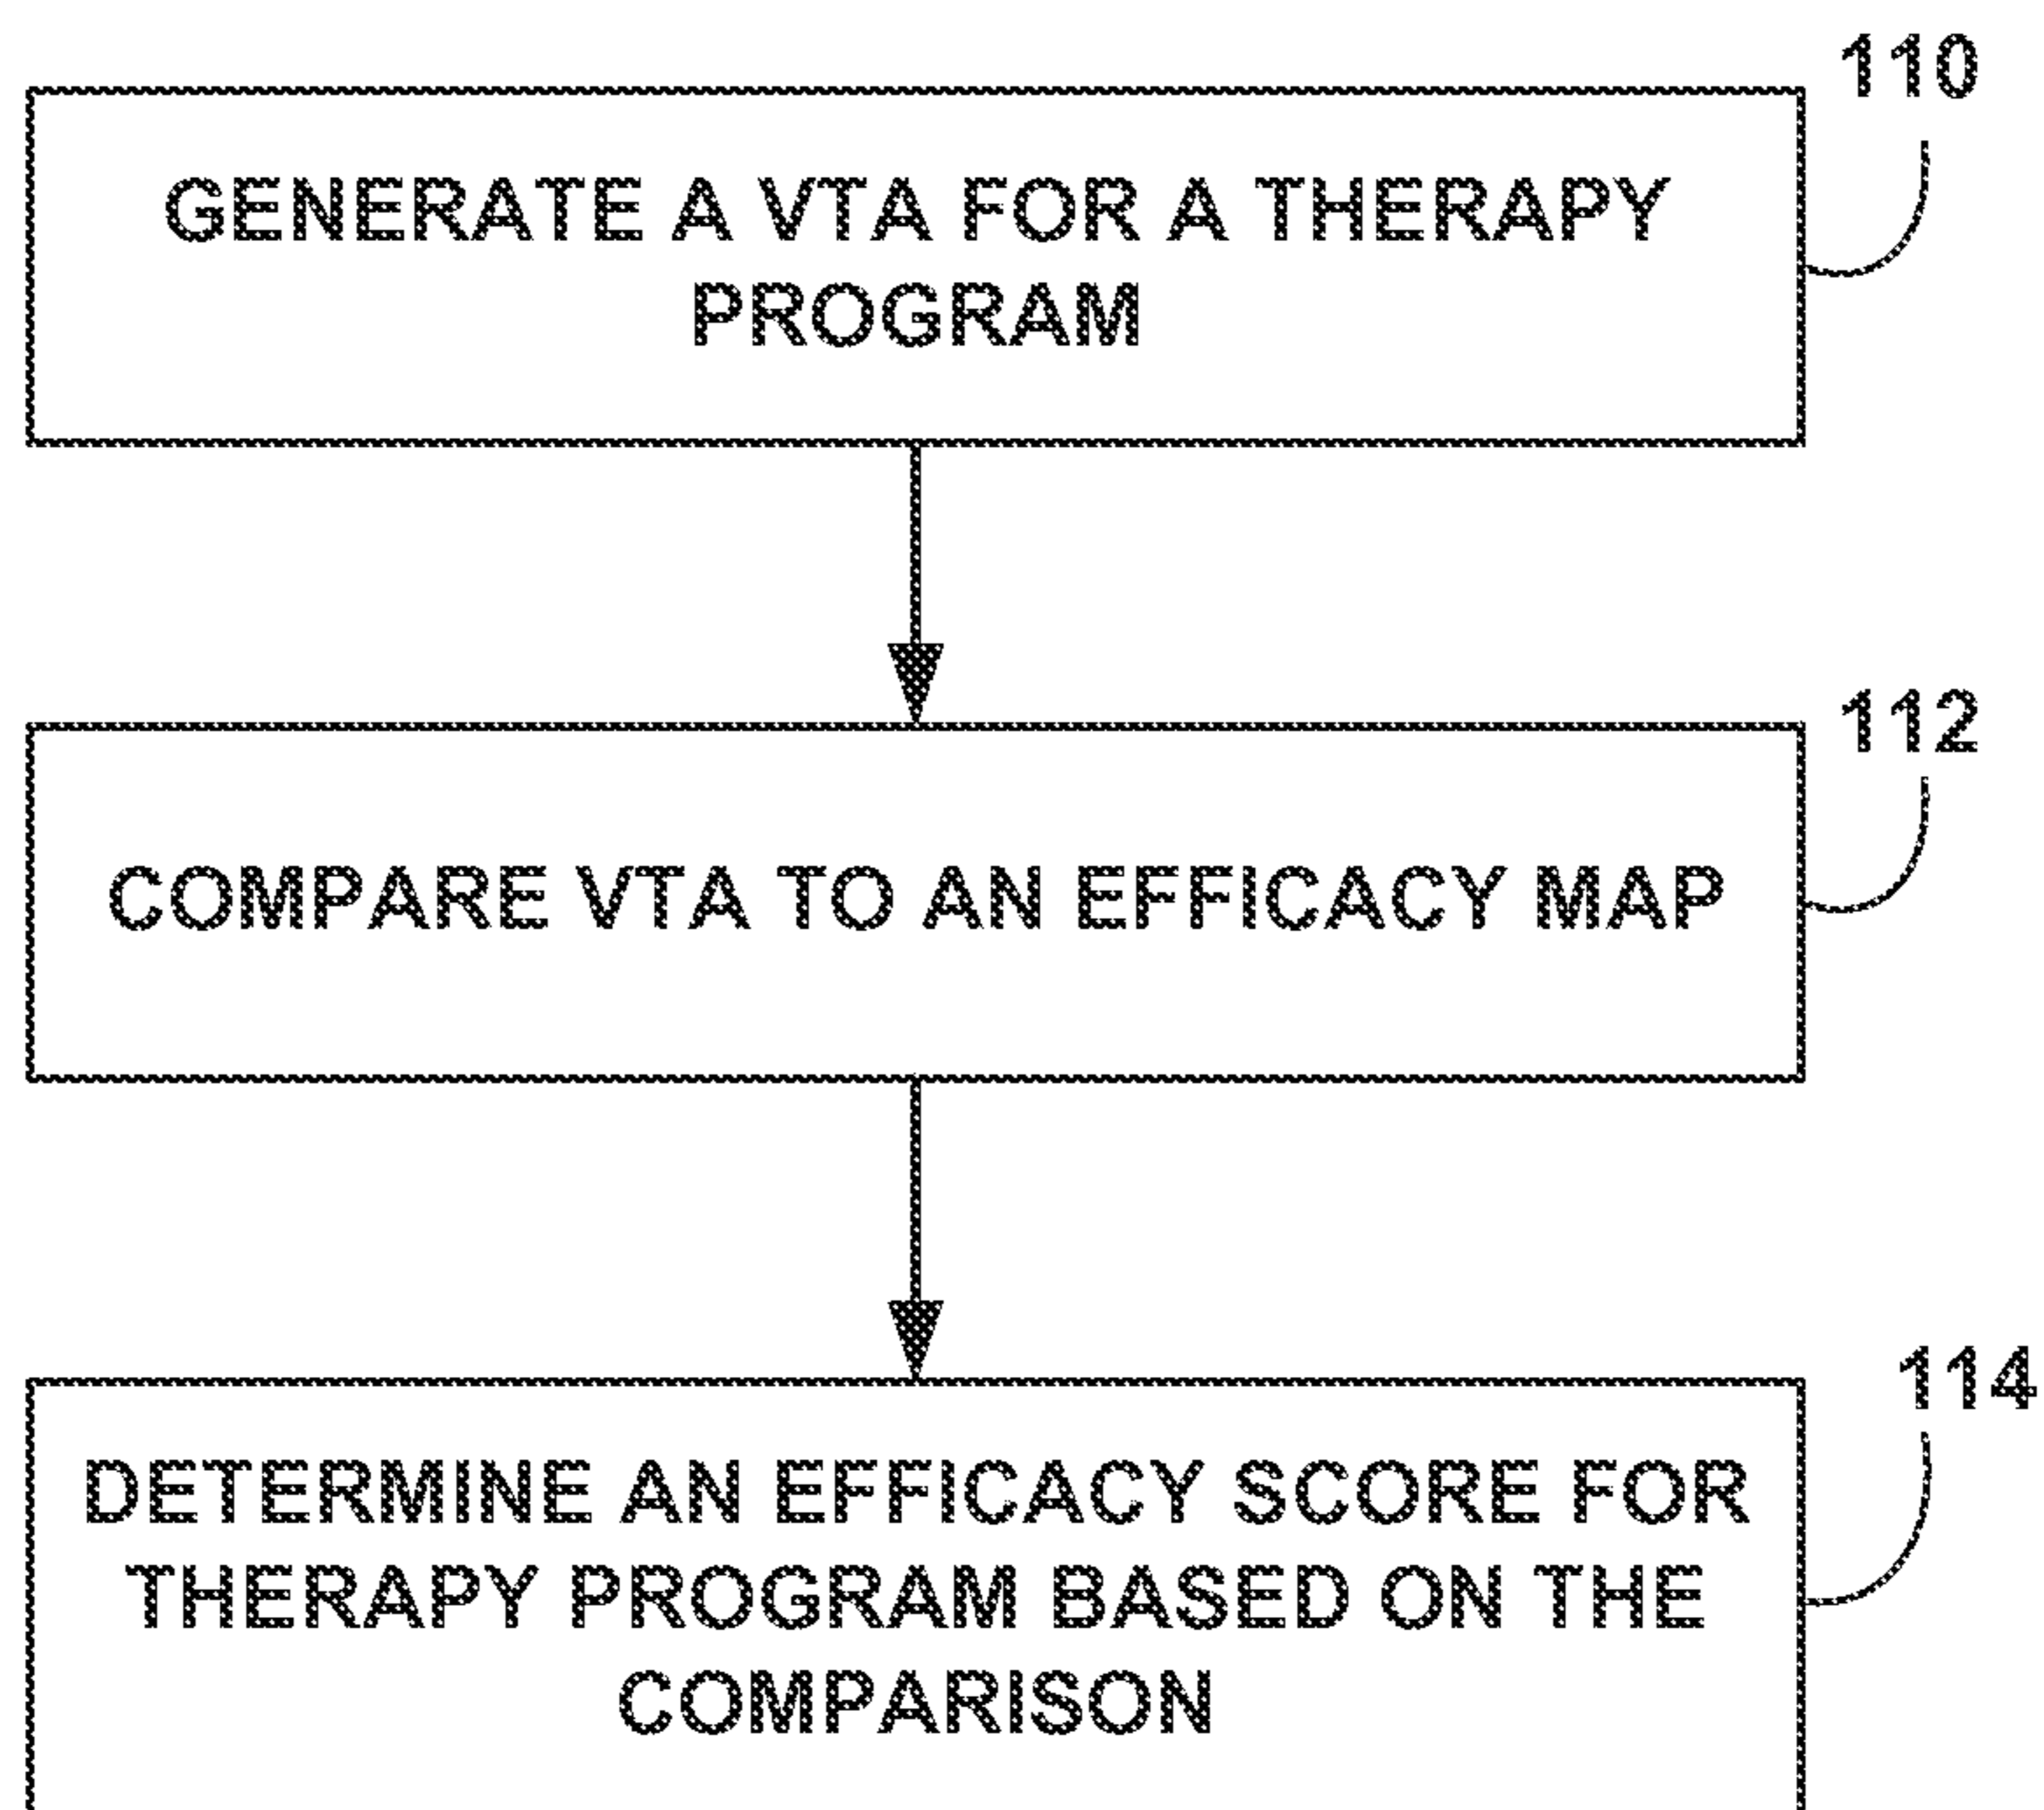 110
GENERATE A VTA FOR A THERAPY
PROGRAM
112
COMPARE VTA TO AN EFFICACY MAP
114
DETERMINE AN EFFICACY SCORE FOR
THERAPY PROGRAM BASED ON THE
COMPARISON